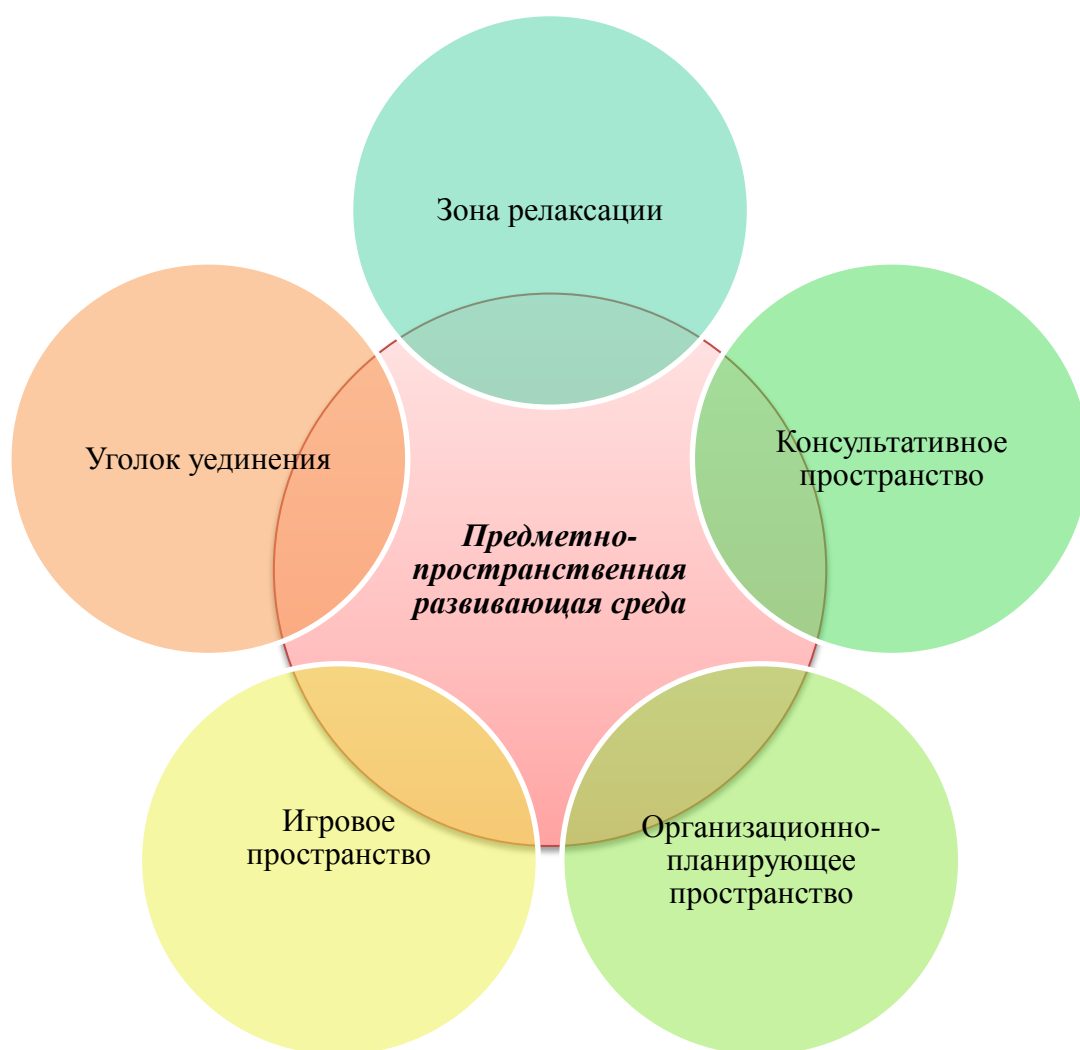 Зона релаксации
Консультативное
пространство
Организационно-
планирующее
пространство
Игровое
пространство
Уголок уединения
Предметно-
пространственная
развивающая среда